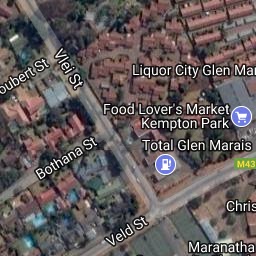 Vlei St
oubert St
Liquor City Glen Mar
Food Lover's Market
Kempton Park
Total Glen Marais
M43
Bothana St
Chris
Veld St
Maranatha